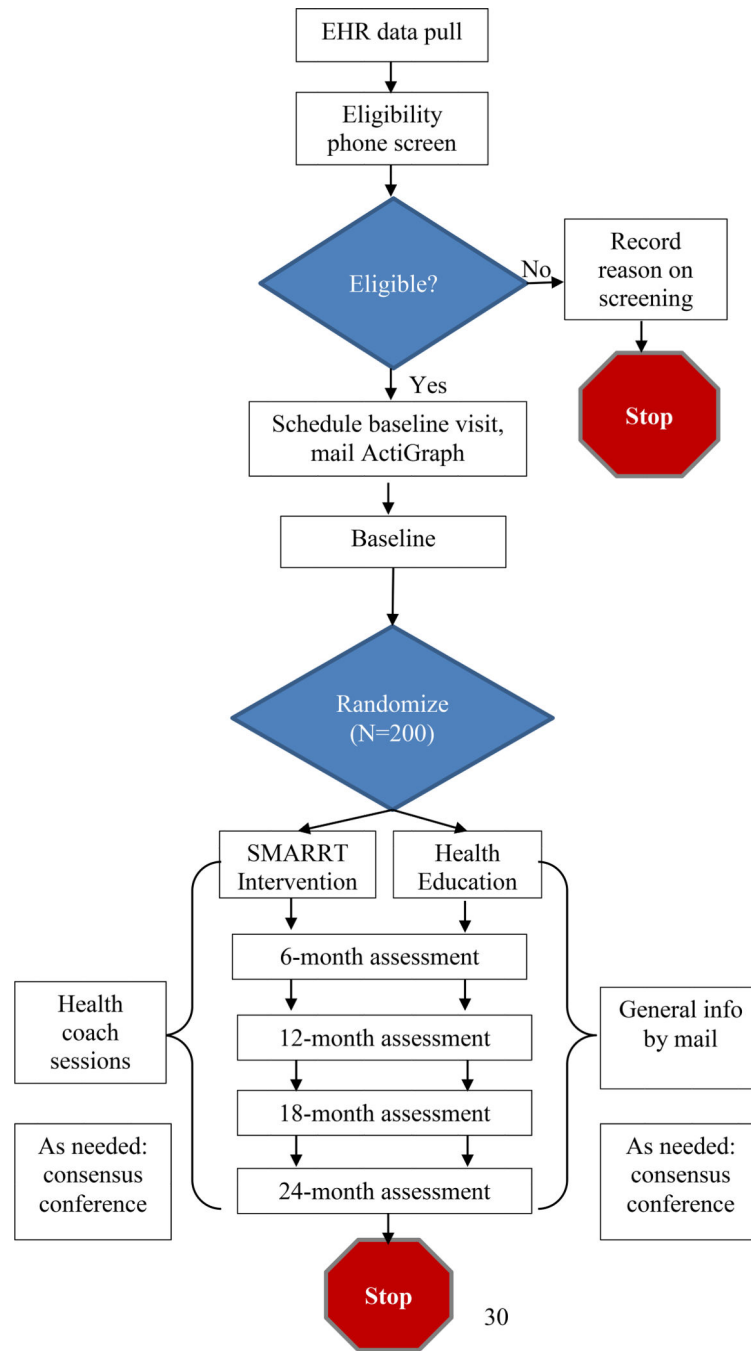 EHR data pull
Eligibility
phone screen
Eligible?
No
Record
reason on
screening
Stop
Yes
Schedule baseline visit,
mail ActiGraph
Baseline
Randomize
(N=200)
SMARRT
Intervention
Health
Education
6-month assessment
Health
coach
sessions
12-month assessment
General info
by mail
18-month assessment
As needed:
consensus
conference
24-month assessment
As needed:
consensus
conference
Stop
30